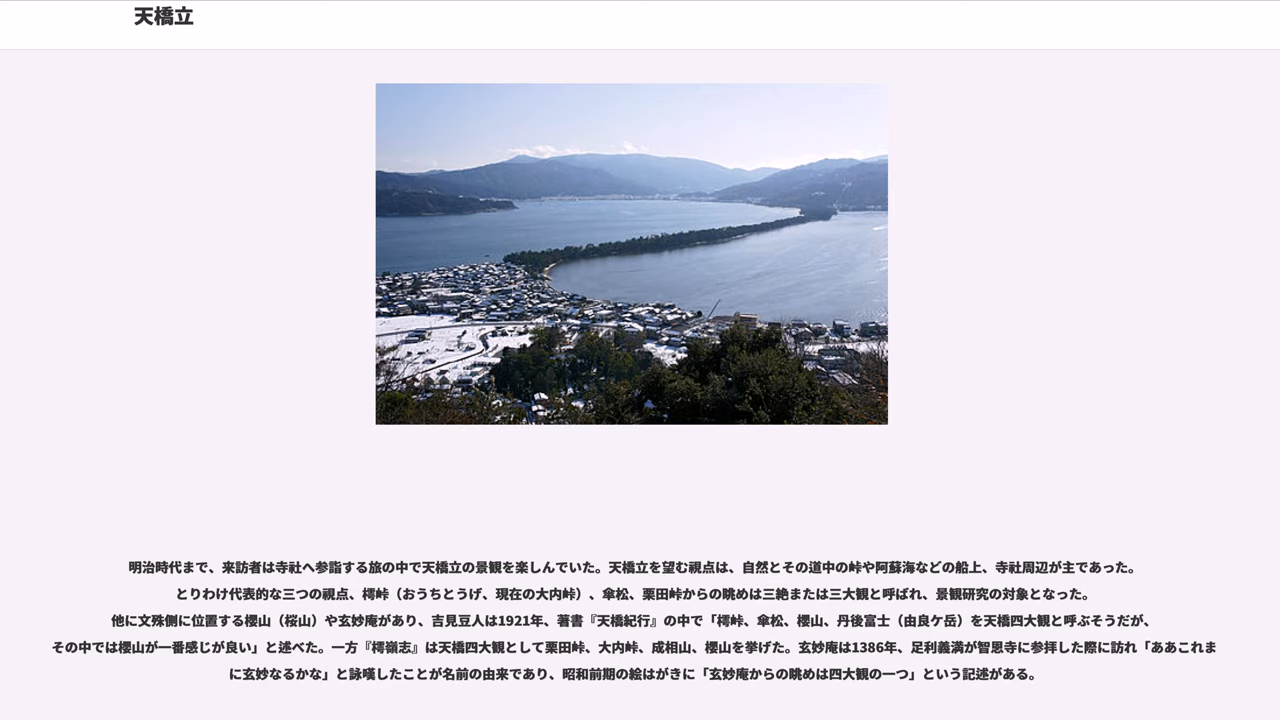 天橋立
明治時代まで、来訪者は寺社へ参詣する旅の中で天橋立の景観を楽しんでいた。天橋立を望む視点は、自然とその道中の峠や阿蘇海などの船上、寺社周辺が主であった。
とりわけ代表的な三つの視点、樗峠（おうちとうげ、現在の大内峠）、傘松、栗田峠からの眺めは三絶または三大観と呼ばれ、景観研究の対象となった。
他に文殊側に位置する櫻山（桜山）や玄妙庵があり、吉見豆人は1921年、著書『天橋紀行』の中で「樗峠、傘松、櫻山、丹後富士（由良ケ岳）を天橋四大観と呼ぶそうだが、
その中では櫻山が一番感じが良い」と述べた。一方『樗嶺志』は天橋四大観として栗田峠、大内峠、成相山、櫻山を挙げた。玄妙庵は1386年、足利義満が智恩寺に参拝した際に訪れ「ああこれま
に玄妙なるかな」と詠嘆したことが名前の由来であり、昭和前期の絵はがきに「玄妙庵からの眺めは四大観の一つ」という記述がある。